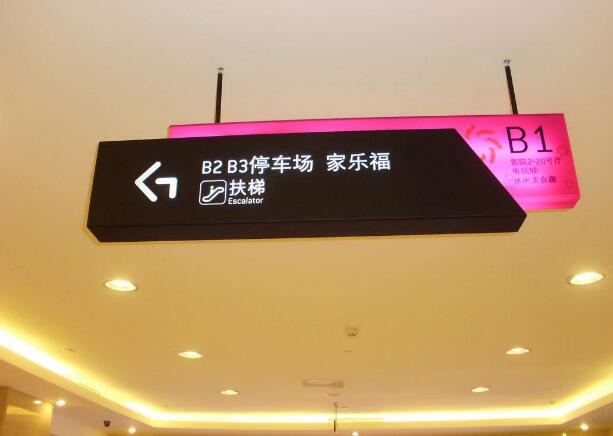 B2 B3停车场 家乐福
扶梯
Escalator
B1
影院2-20号厅
电玩城
休闲美食廊